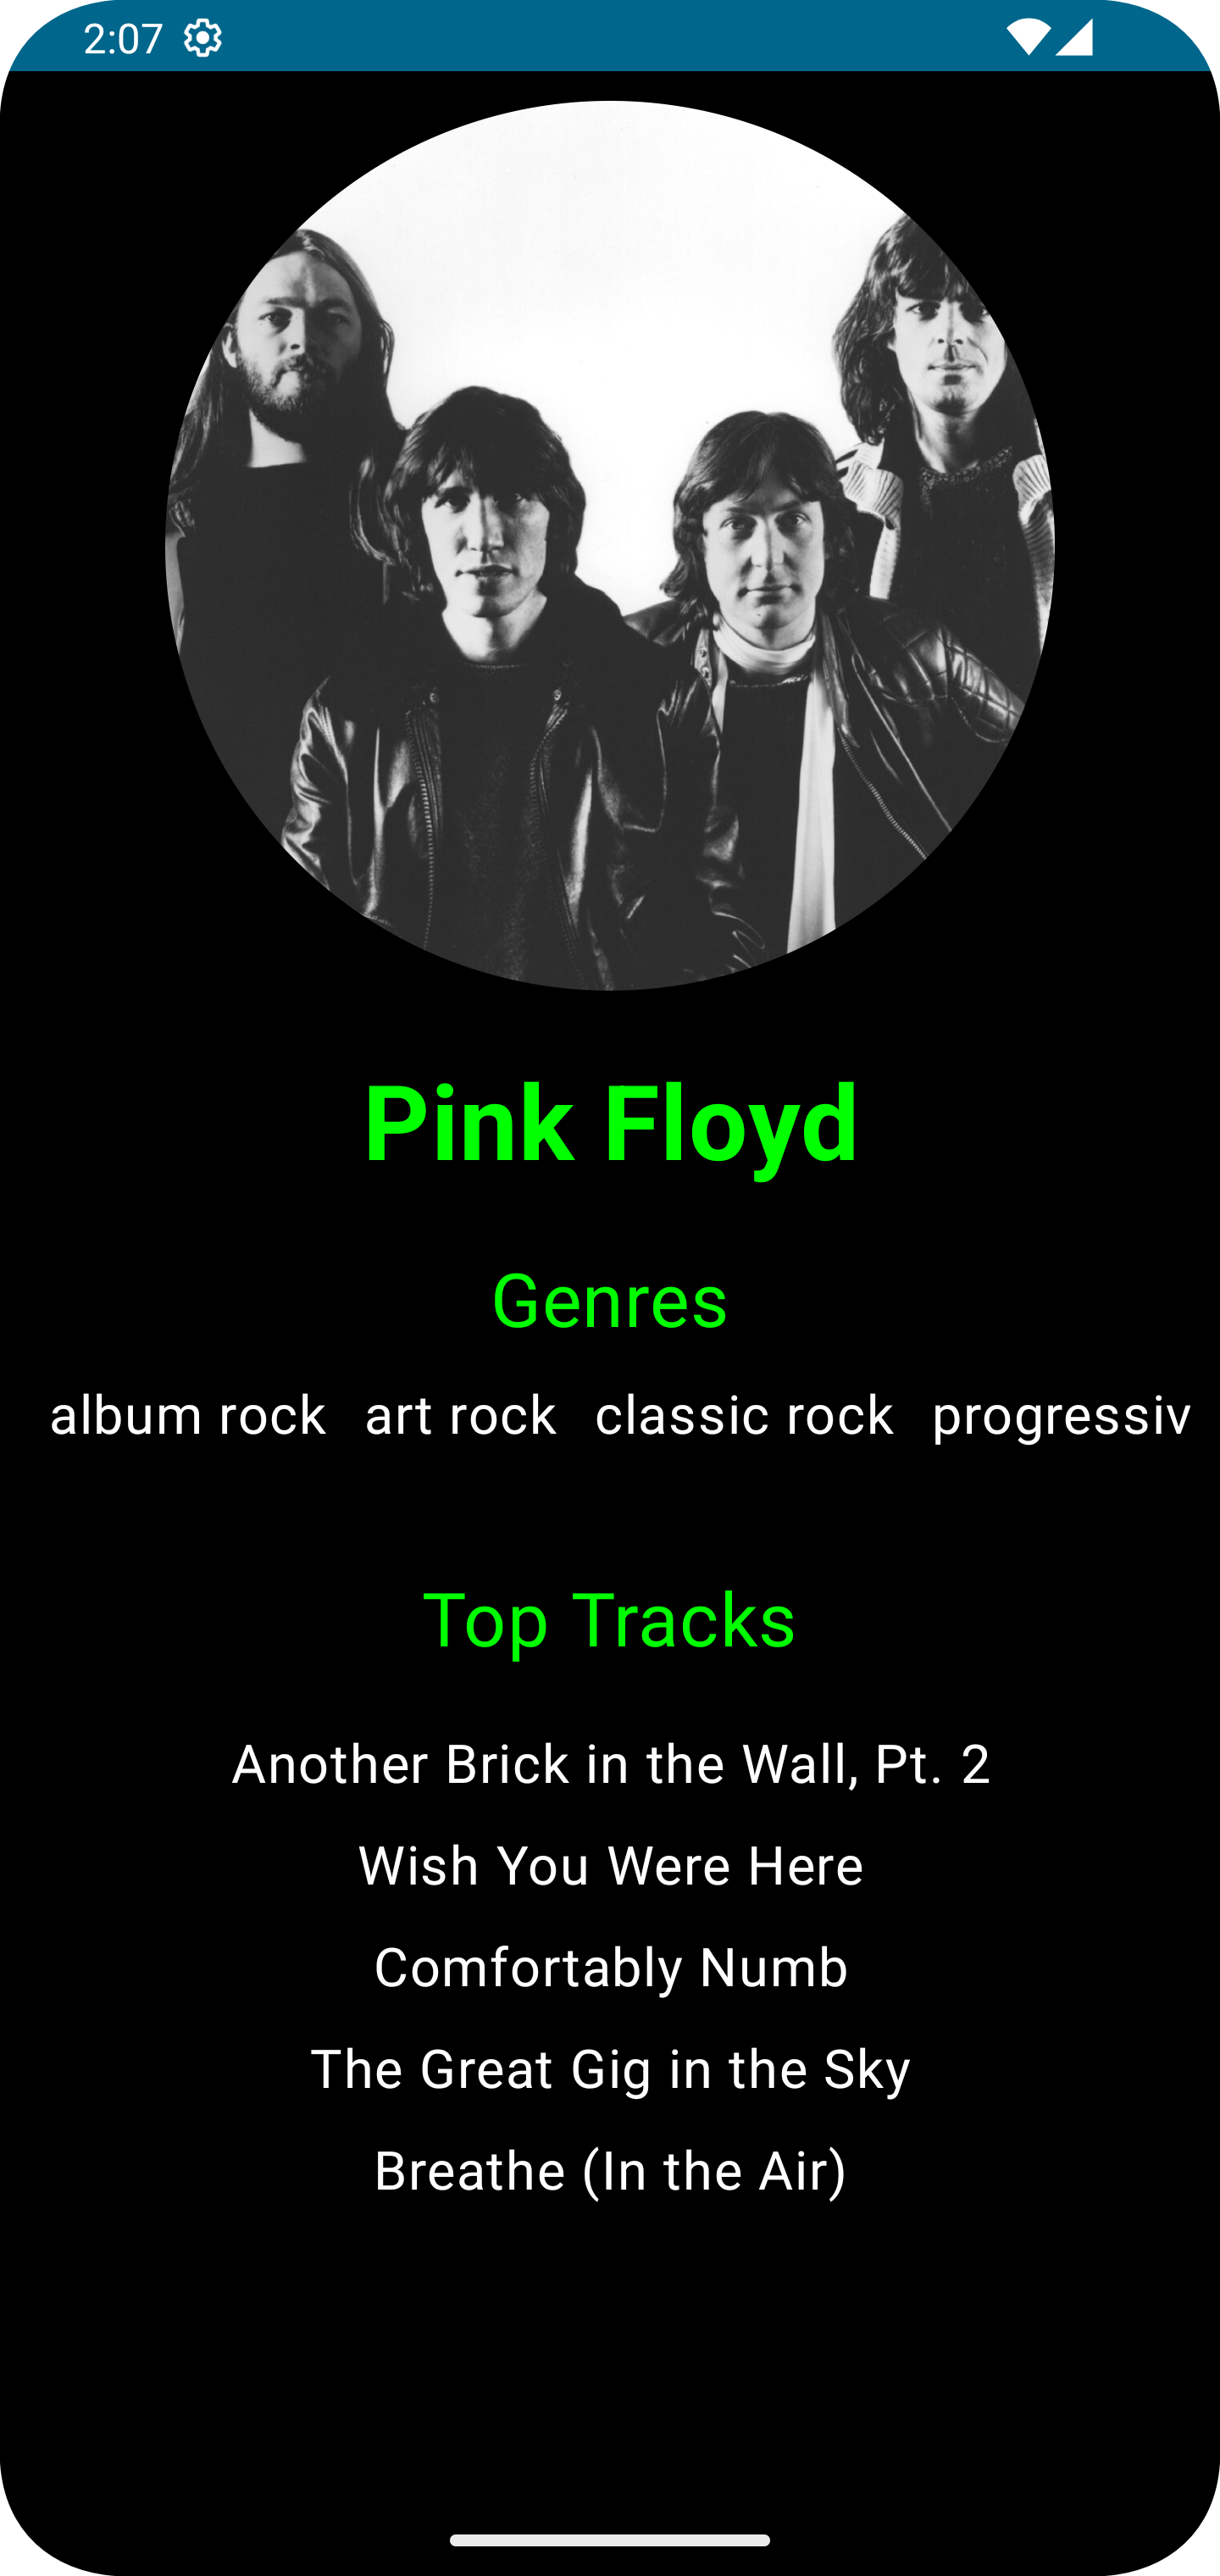 2:07
Pink Floyd
Genres
album rock art rock classic rock progressiv
Top Tracks
Another Brick in the Wall, Pt. 2
Wish You Were Here
Comfortably Numb
The Great Gig in the Sky
Breathe (In the Air)